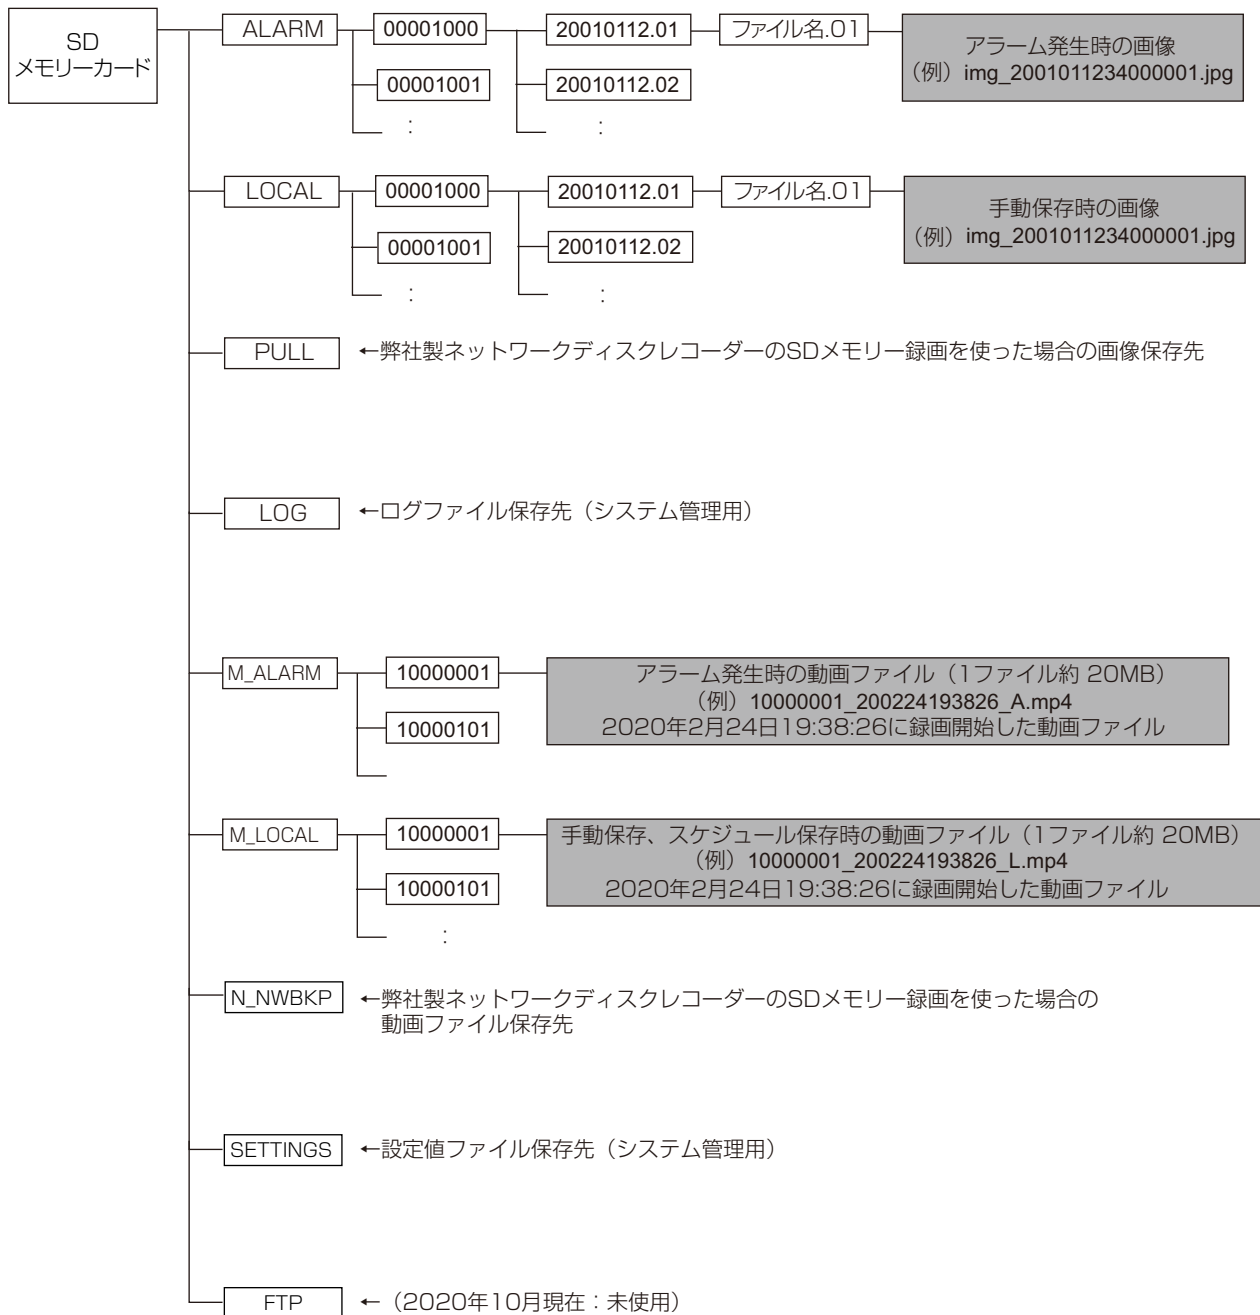 SD
メモリーカード
ALARM
00001000
20010112.01
ファイル名.01
アラーム発生時の画像
（例）img_2001011234000001.jpg
00001001
20010112.02
:
:
LOCAL
00001000
20010112.01
ファイル名.01
手動保存時の画像
（例）img_2001011234000001.jpg
00001001
20010112.02
:
:
PULL
←弊社製ネットワークディスクレコーダーのSDメモリー録画を使った場合の画像保存先
LOG
←ログファイル保存先（システム管理用）
M_ALARM
10000001
アラーム発生時の動画ファイル（1ファイル約 20MB）
（例）10000001_200224193826_A.mp4
2020年2月24日19:38:26に録画開始した動画ファイル
10000101
M_LOCAL
10000001
手動保存、スケジュール保存時の動画ファイル（1ファイル約 20MB）
（例）10000001_200224193826_L.mp4
2020年2月24日19:38:26に録画開始した動画ファイル
10000101
:
N_NWBKP
←弊社製ネットワークディスクレコーダーのSDメモリー録画を使った場合の
動画ファイル保存先
SETTINGS
←設定値ファイル保存先（システム管理用）
FTP
←（2020年10月現在：未使用）